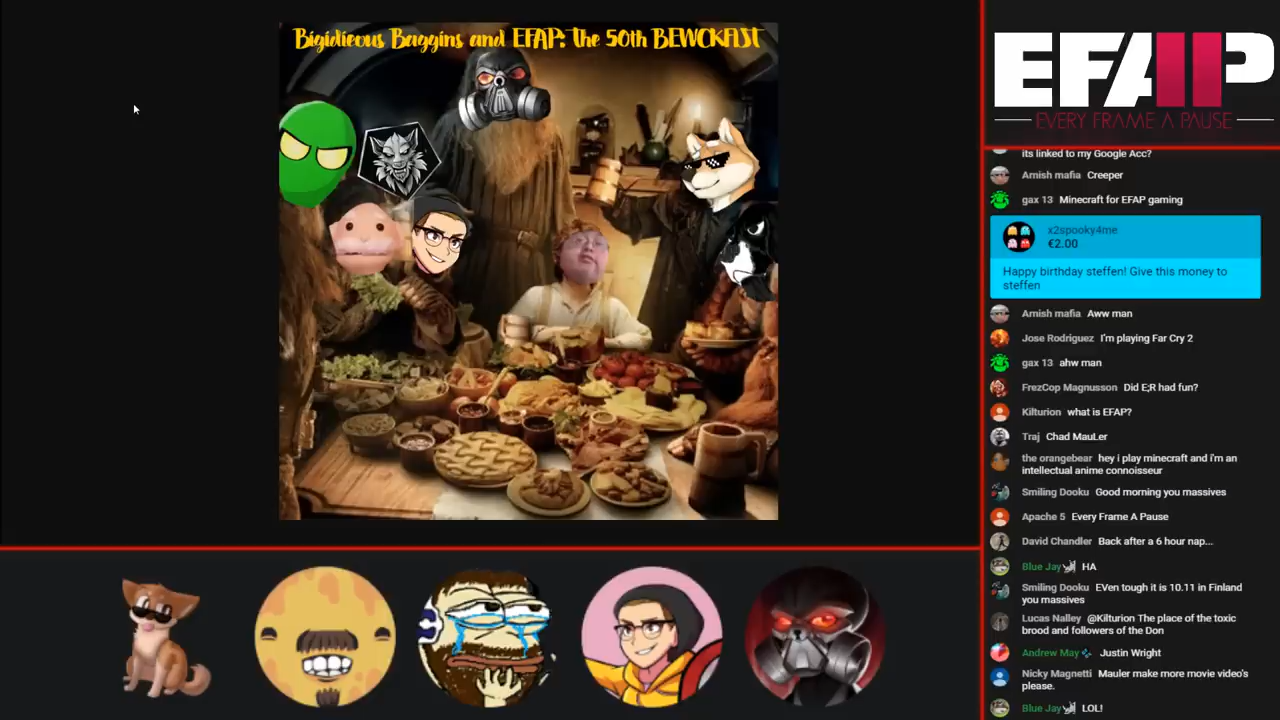 Bigidieous Baggins and EFAP: the 50th BEWCKFAST
EFAP
EVERY FRAME A PAUSE
its linked to my Google Acc?
Amish mafia Creeper
gax 13 Minecraft for EFAP gaming
x2spooky4me
€2.00
Happy birthday steffen! Give this money to
steffen
Amish mafia Aww man
Jose Rodriguez I'm playing Far Cry 2
gax 13 ahw man
FrezCop Magnusson Did E;R had fun?
Kilturion what is EFAP?
Traj Chad MauLer
the orangebear hey i play minecraft and i'm an
intellectual anime connoisseur
Smiling Dooku Good morning you massives
Apache 5 Every Frame A Pause
David Chandler Back after a 6 hour nap...
Blue Jay HA
Smiling Dooku EVen tough it is 10.11 in Finland
you massives
Lucas Nalley @Kilturion The place of the toxic
brood and followers of the Don
Andrew May Justin Wright
Nicky Magnetti Mauler make more movie video's
please.
Blue Jay LOL!